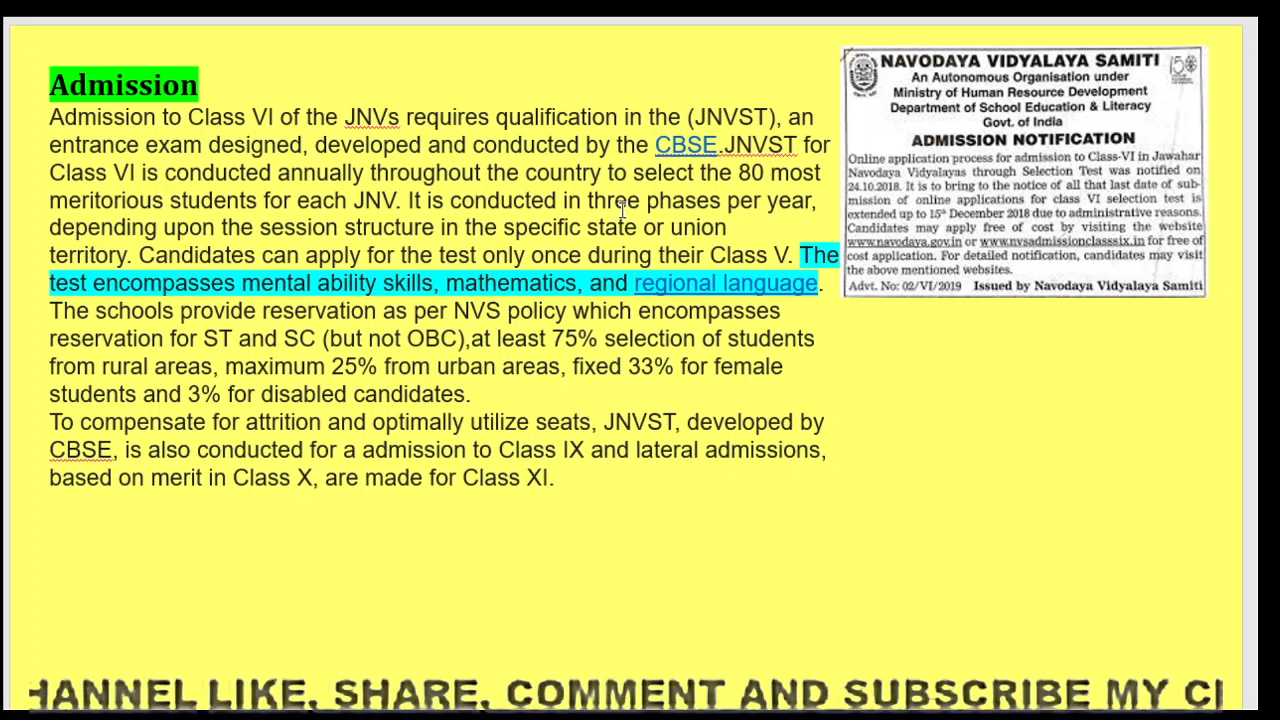 Admission
Admission to Class VI of the JNVs requires qualification in the (JNVST), an
entrance exam designed, developed and conducted by the CBSE.JNVST for
Class VI is conducted annually throughout the country to select the 80 most
meritorious students for each JNV. It is conducted in three phases per year,
depending upon the session structure in the specific state or union
territory. Candidates can apply for the test only once during their Class V. The
test encompasses mental ability skills, mathematics, and regional language.
The schools provide reservation as per NVS policy which encompasses
reservation for ST and SC (but not OBC),at least 75% selection of students
from rural areas, maximum 25% from urban areas, fixed 33% for female
students and 3% for disabled candidates.
To compensate for attrition and optimally utilize seats, JNVST, developed by
CBSE, is also conducted for a admission to Class IX and lateral admissions,
based on merit in Class X, are made for Class XI.
NAVODAYA VIDYALAYA SAMITI
An Autonomous Organisation under
Ministry of Human Resource Development
Department of School Education & Literacy
Govt. of India
ADMISSION NOTIFICATION
Online application process for admission to Class-VI in Jawahar
Navodaya Vidyalayas through Selection Test was notified on
24.10.2018. It is to bring to the notice of all that last date of sub-
mission of online applications for class VI selection test is
extended up to 15th December 2018 due to administrative reasons.
Candidates may apply free of cost by visiting the website
www.navodaya.gov.in or www.nvsadmissionclasssix.in for free of
cost application. For detailed notification, candidates may visit
the above mentioned websites.
Advt. No: 02/VI/2019 Issued by Navodaya Vidyalaya Samiti
HANNEL LIKE, SHARE, COMMENT AND SUBSCRIBE MY C